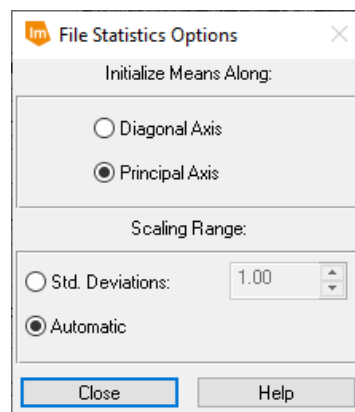 Im File Statistics Options
Initialize Means Along:
Diagonal Axis
Principal Axis
Scaling Range:
Std. Deviations: 1.00
Automatic
Close Help